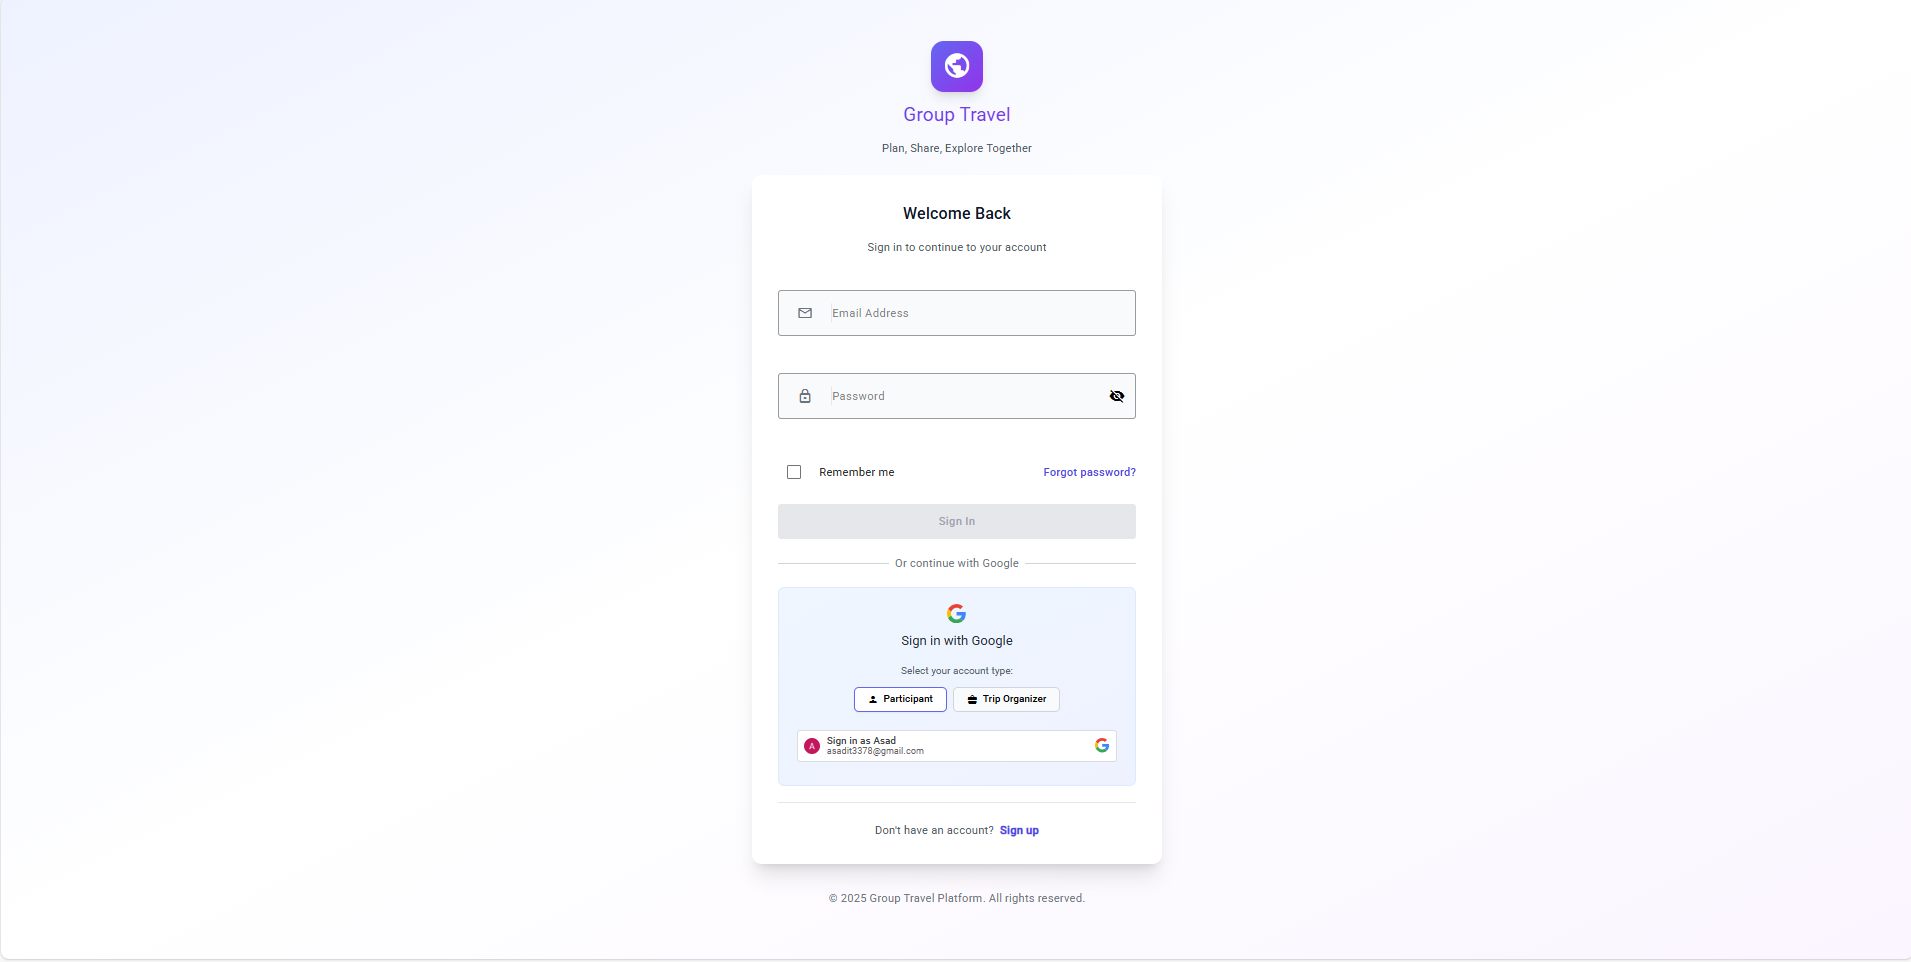 Group Travel
Plan, Share, Explore Together
Welcome Back
Sign in to continue to your account
Email Address
Password
Remember me
Forgot password?
Sign In
Or continue with Google
Sign in with Google
Select your account type:
Participant
Trip Organizer
A
Sign in as Asad
asadit3378@gmail.com
Don't have an account? Sign up
© 2025 Group Travel Platform. All rights reserved.